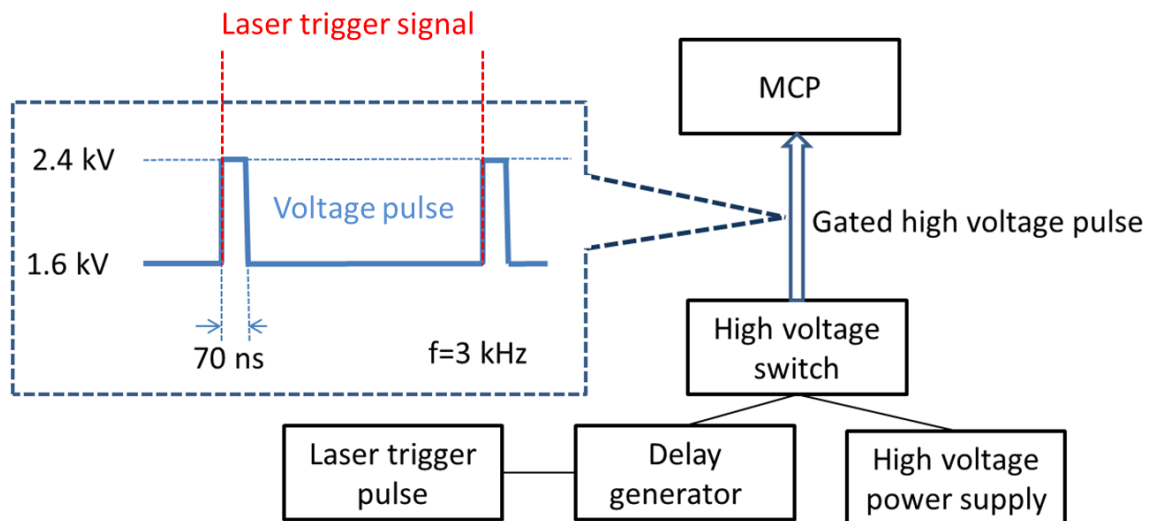 Laser trigger signal
2.4 kV
Voltage pulse
1.6 kV
70 ns
f=3 kHz
MCP
Gated high voltage pulse
High voltage
switch
Laser trigger
pulse
Delay
generator
High voltage
power supply